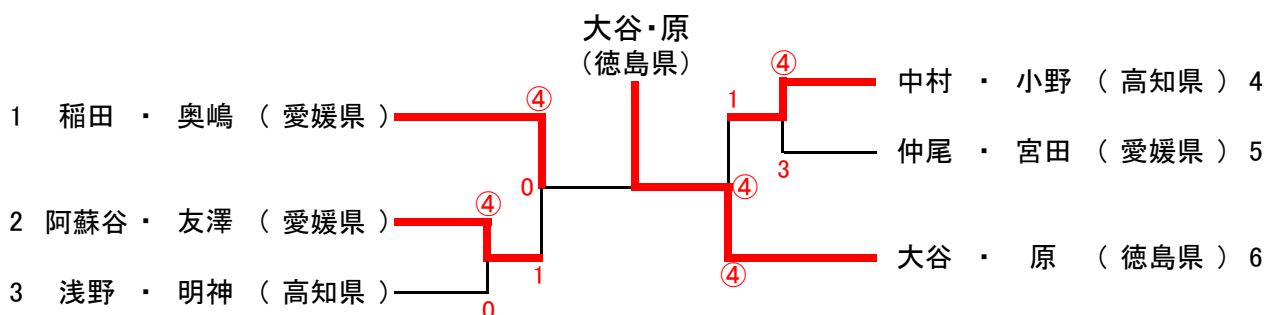 大谷・原
(徳島県)
1 稲田 ・ 奥嶋 ( 愛媛県 )
④
0
2 阿蘇谷 ・ 友澤 ( 愛媛県 )
④
1
3 浅野 ・ 明神 ( 高知県 )
0
④
中村 ・ 小野 ( 高知県 ) 4
1
仲尾 ・ 宮田 ( 愛媛県 ) 5
3
④
大谷 ・ 原 ( 徳島県 ) 6
④